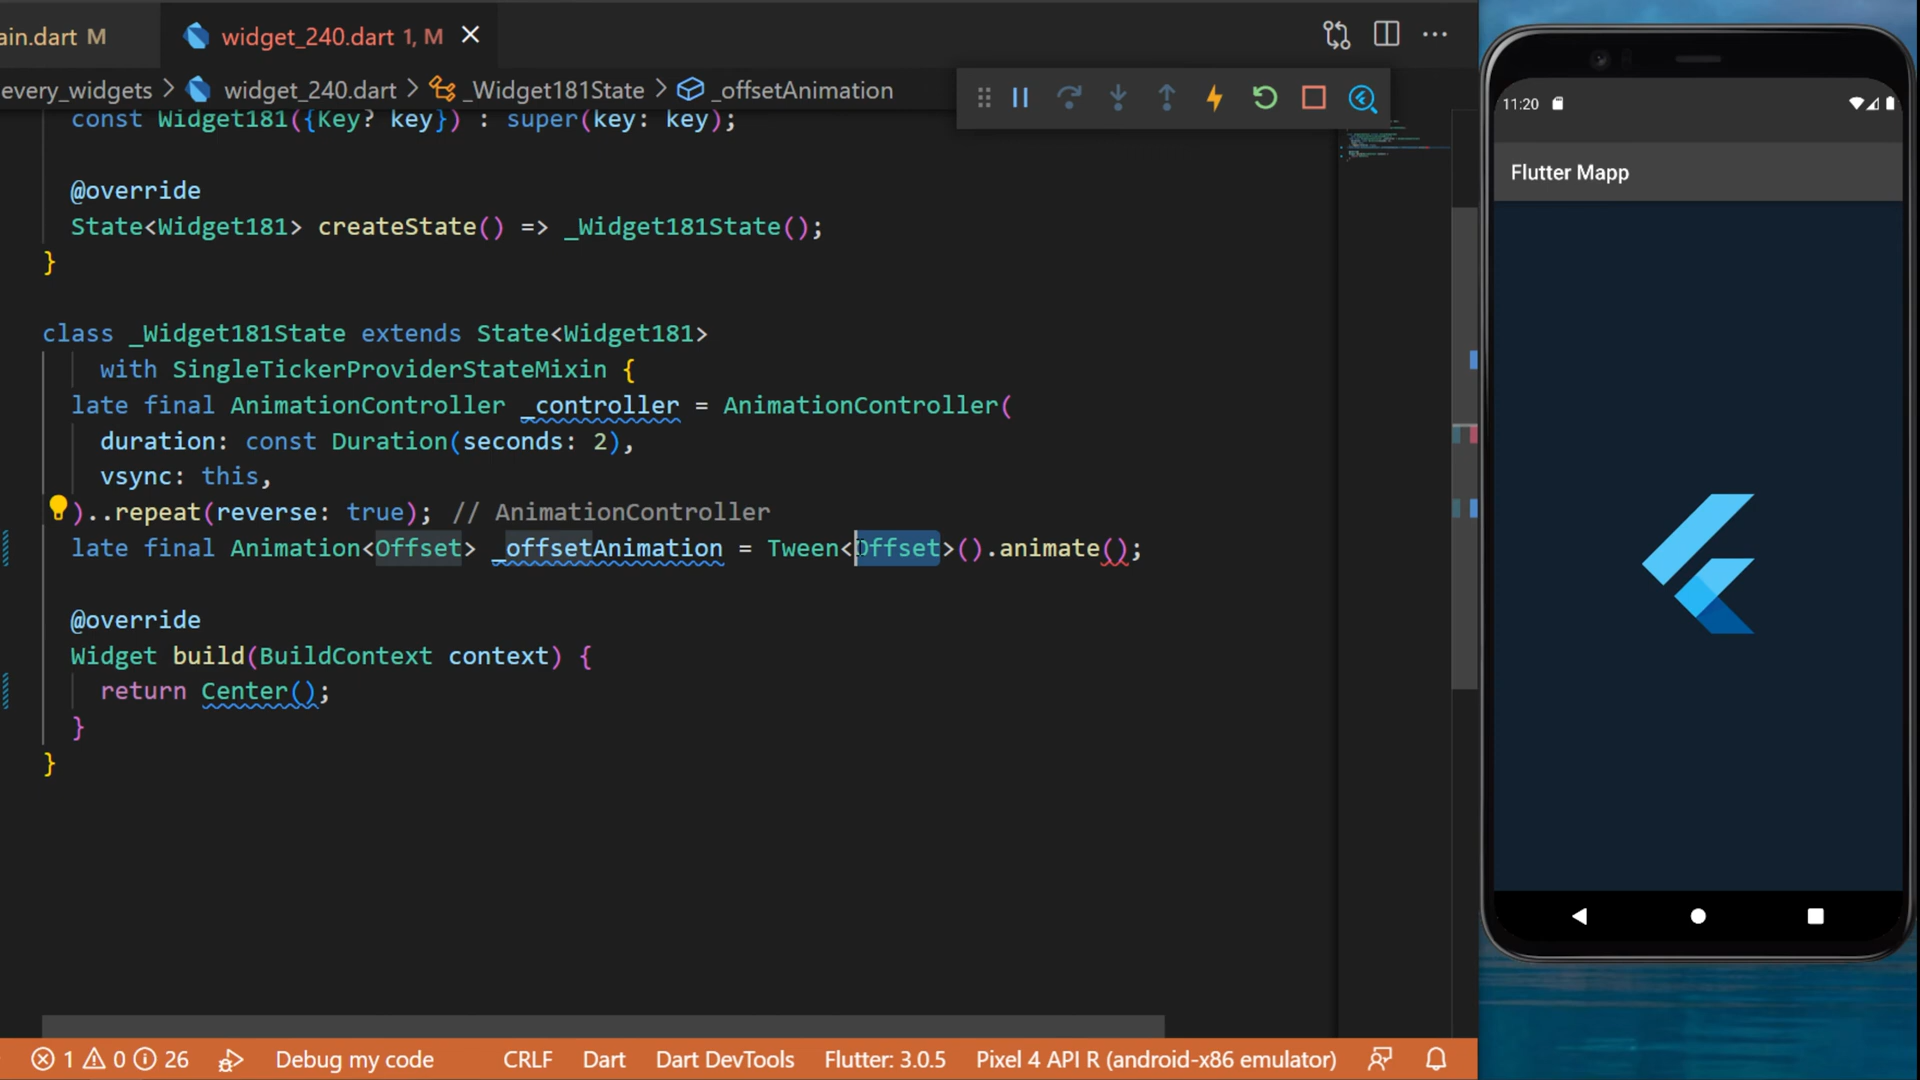 ain.dart M
widget_240.dart 1, M
every_widgets > widget_240.dart > _Widget181State > _offsetAnimation
const Widget181({Key? key}) : super(key: key);
@override
State<Widget181> createState() => _Widget181State();
}
class _Widget181State extends State<Widget181>
with SingleTickerProviderStateMixin {
late final AnimationController _controller = AnimationController(
duration: const Duration(seconds: 2),
vsync: this,
)..repeat(reverse: true); // AnimationController
late final Animation<Offset> _offsetAnimation = Tween<Offset>().animate();
@override
Widget build(BuildContext context) {
return Center();
}
}
1 0 26 Debug my code CRLF Dart Dart DevTools Flutter: 3.0.5 Pixel 4 API R (android-x86 emulator)
11:20
Flutter Mapp